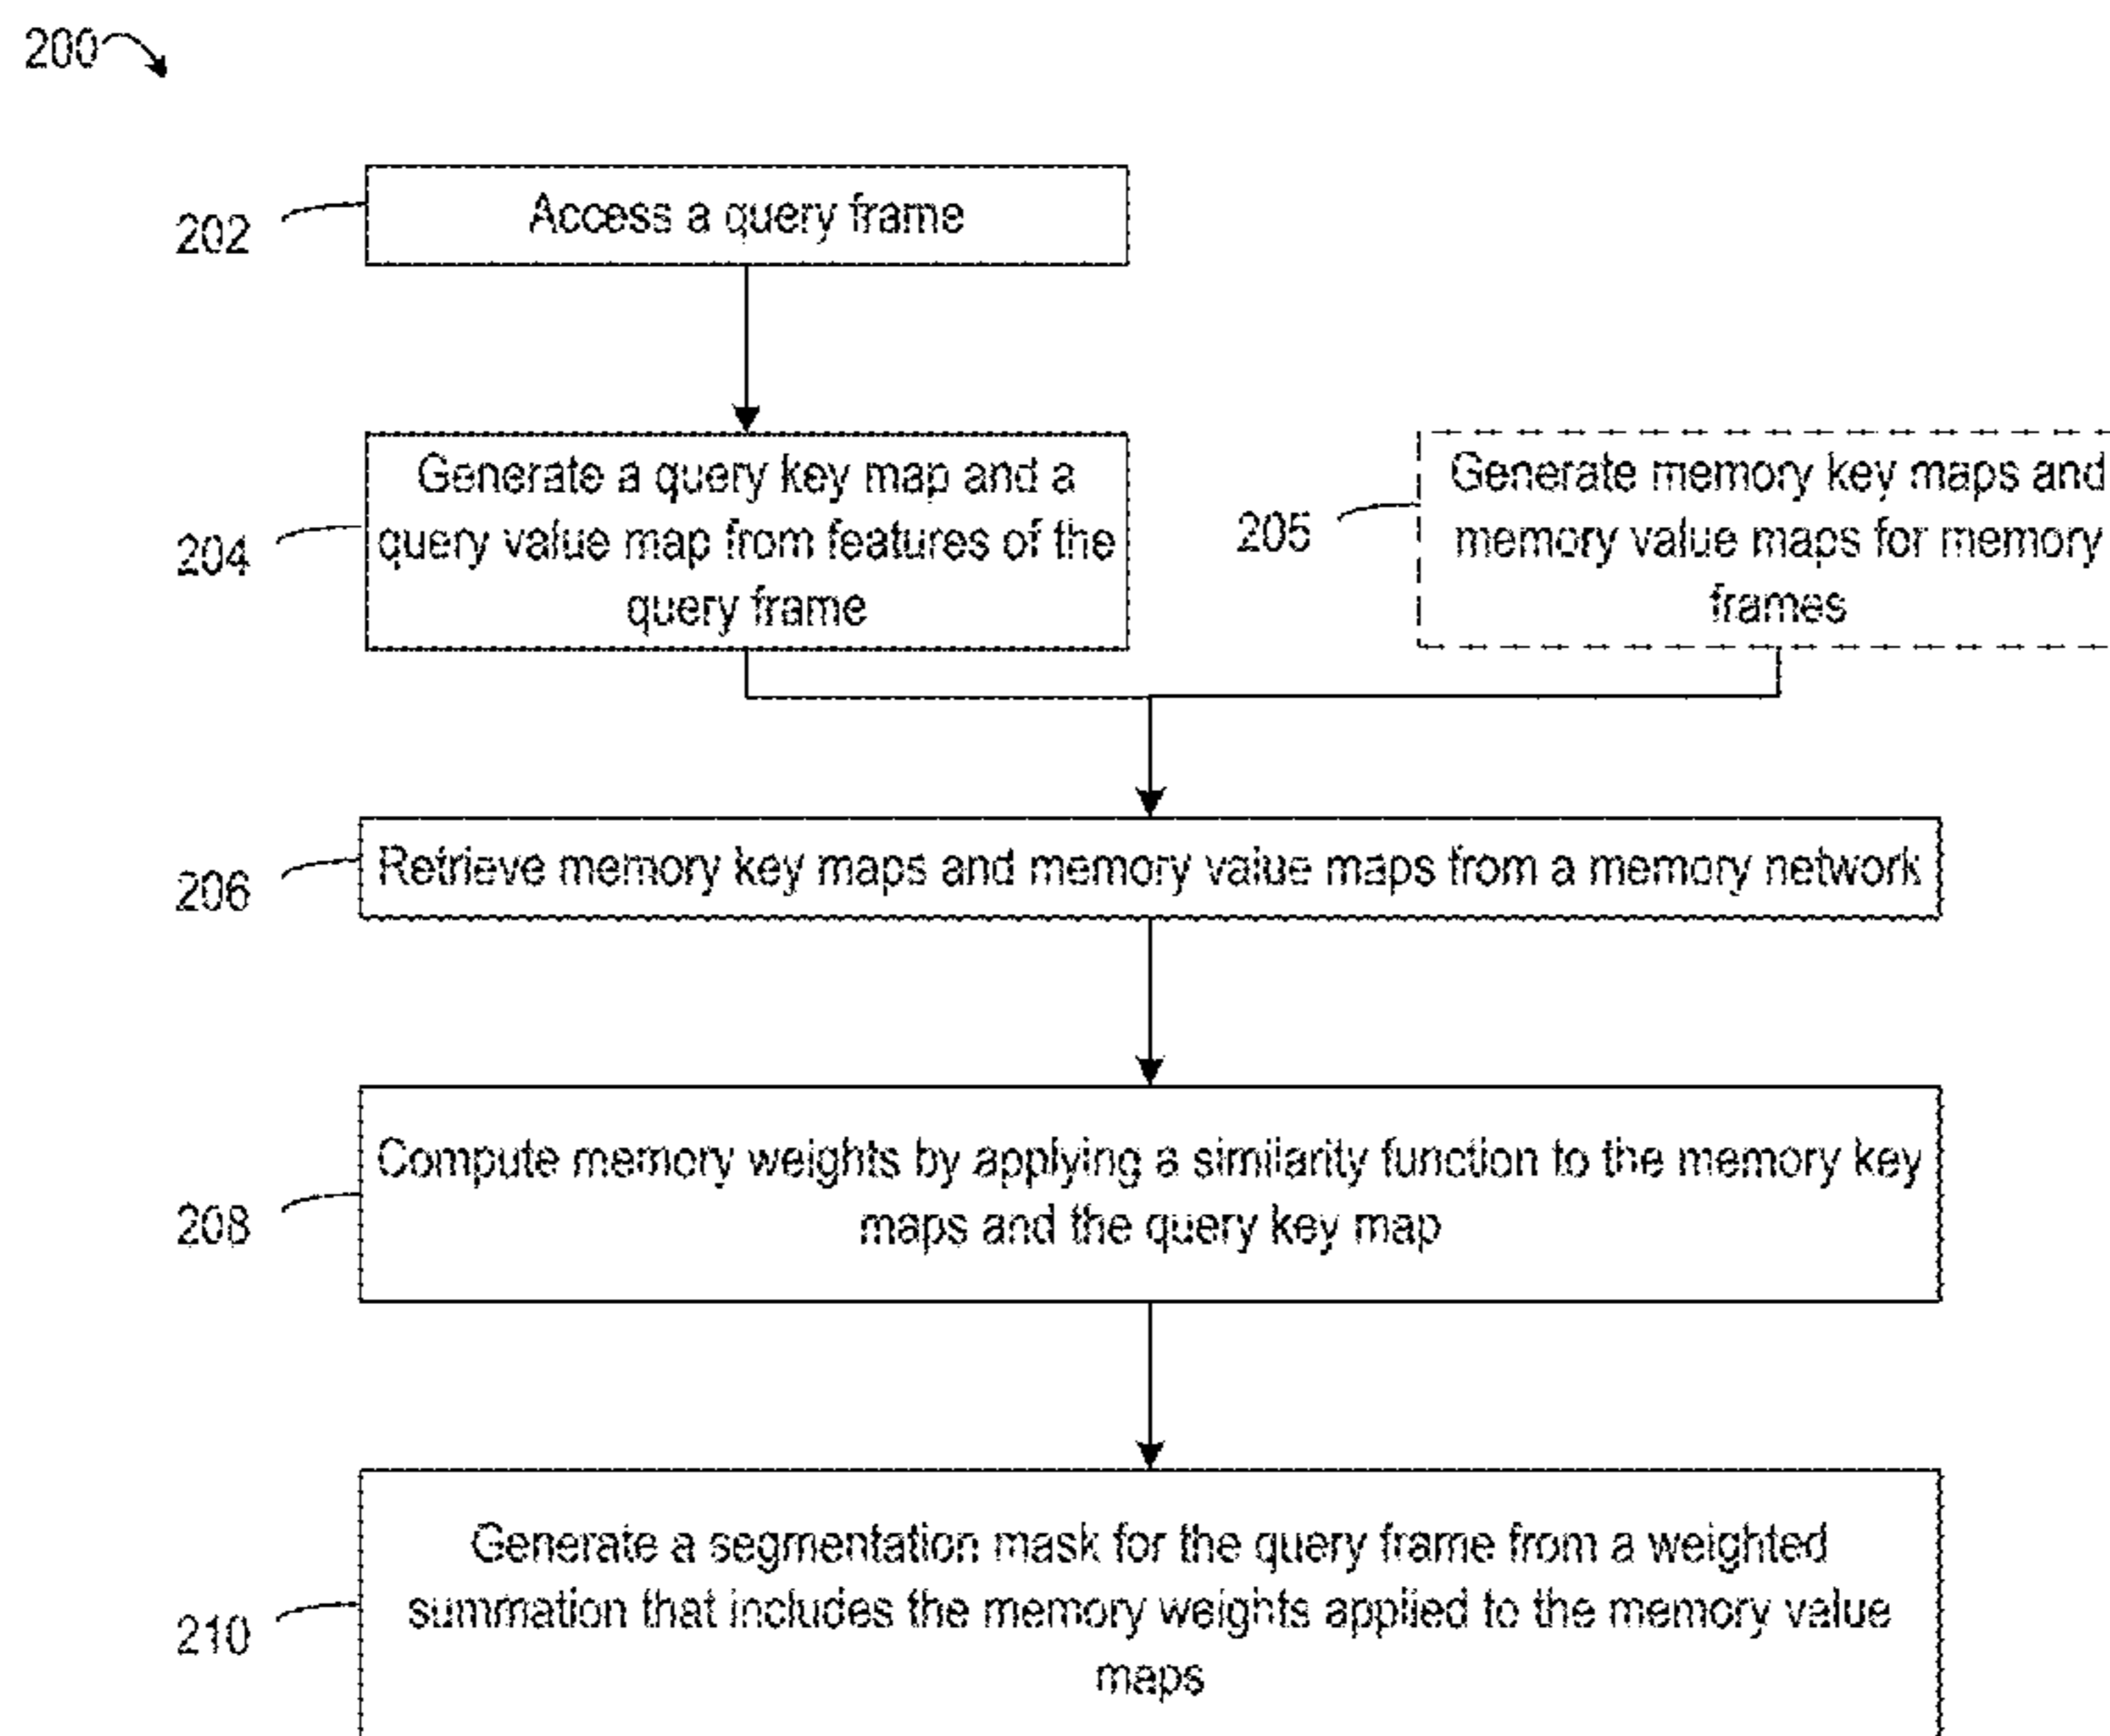 200
202
Access a query frame
204
Generate a query key map and a
query value map from features of the
query frame
205
Generate memory key maps and
memory value maps for memory
frames
206
Retrieve memory key maps and memory value maps from a memory network
208
Compute memory weights by applying a similarity function to the memory key
maps and the query key map
210
Generate a segmentation mask for the query frame from a weighted
summation that includes the memory weights applied to the memory value
maps